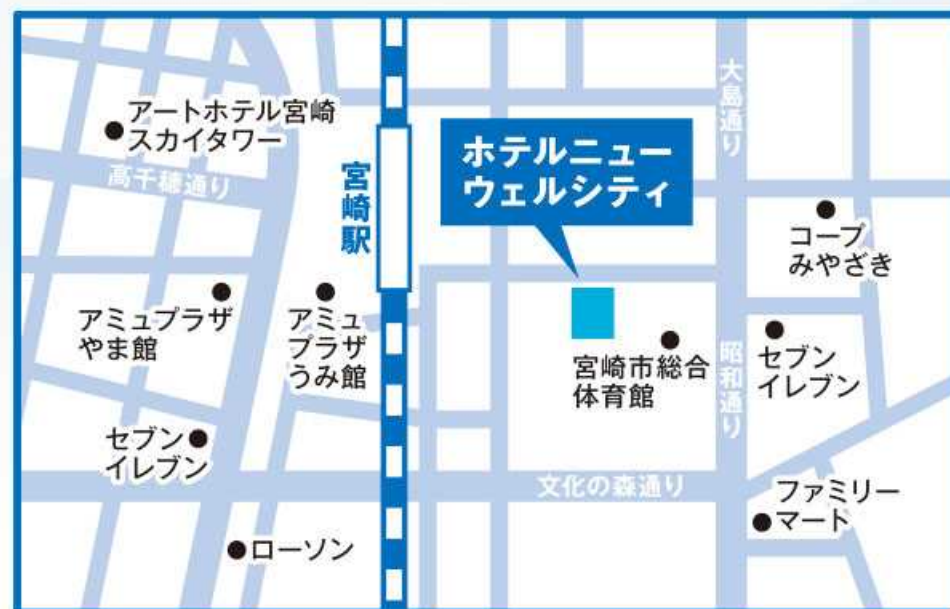 アートホテル宮崎
スカイタワー
高千穂通り
宮崎駅
ホテルニュー
ウェルシティ
大島通り
コープ
みやざき
アミュプラザ
やま館
アミュ
プラザ
うみ館
宮崎市総合
体育館
昭和通り
セブン
イレブン
セブン
イレブン
文化の森通り
ファミリー
マート
ローソン